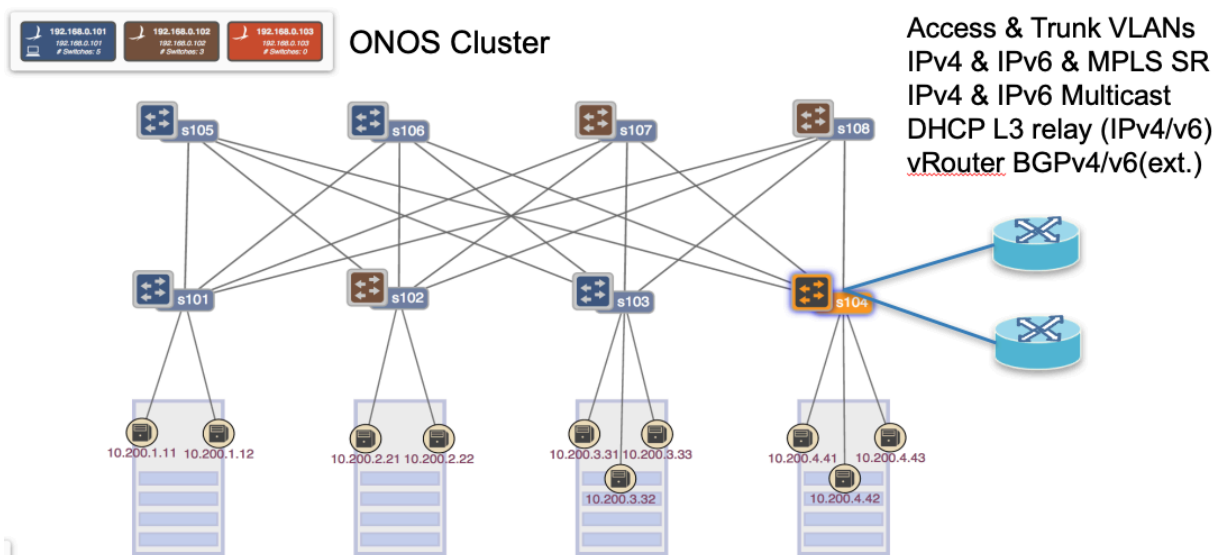 192.168.0.101
192.168.0.101
# Switches: 5
192.168.0.102
192.168.0.102
# Switches: 3
192.168.0.103
192.168.0.103
# Switches: 0
ONOS Cluster
Access & Trunk VLANs
IPv4 & IPv6 & MPLS SR
IPv4 & IPv6 Multicast
DHCP L3 relay (IPv4/v6)
vRouter BGPv4/v6(ext.)
s105
s106
s107
s108
s101
s102
s103
s104
10.200.1.11
10.200.1.12
10.200.2.21
10.200.2.22
10.200.3.31
10.200.3.33
10.200.3.32
10.200.4.41
10.200.4.43
10.200.4.42